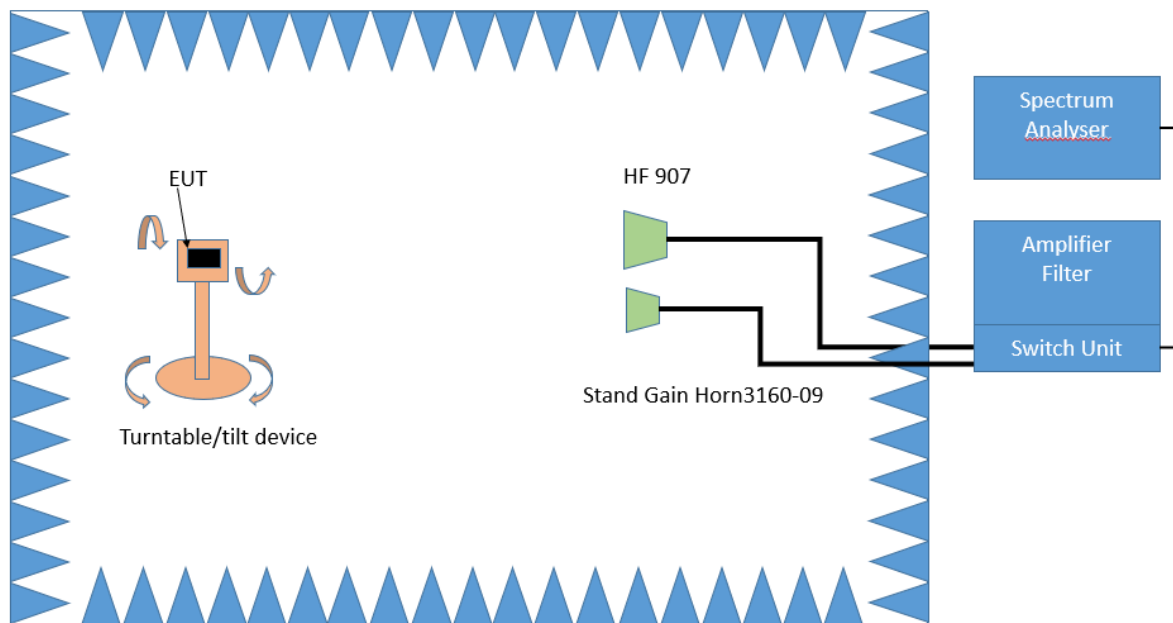 Spectrum
Analyser
EUT
HF 907
Amplifier
Filter
Switch Unit
Stand Gain Horn3160-09
Turntable/tilt device